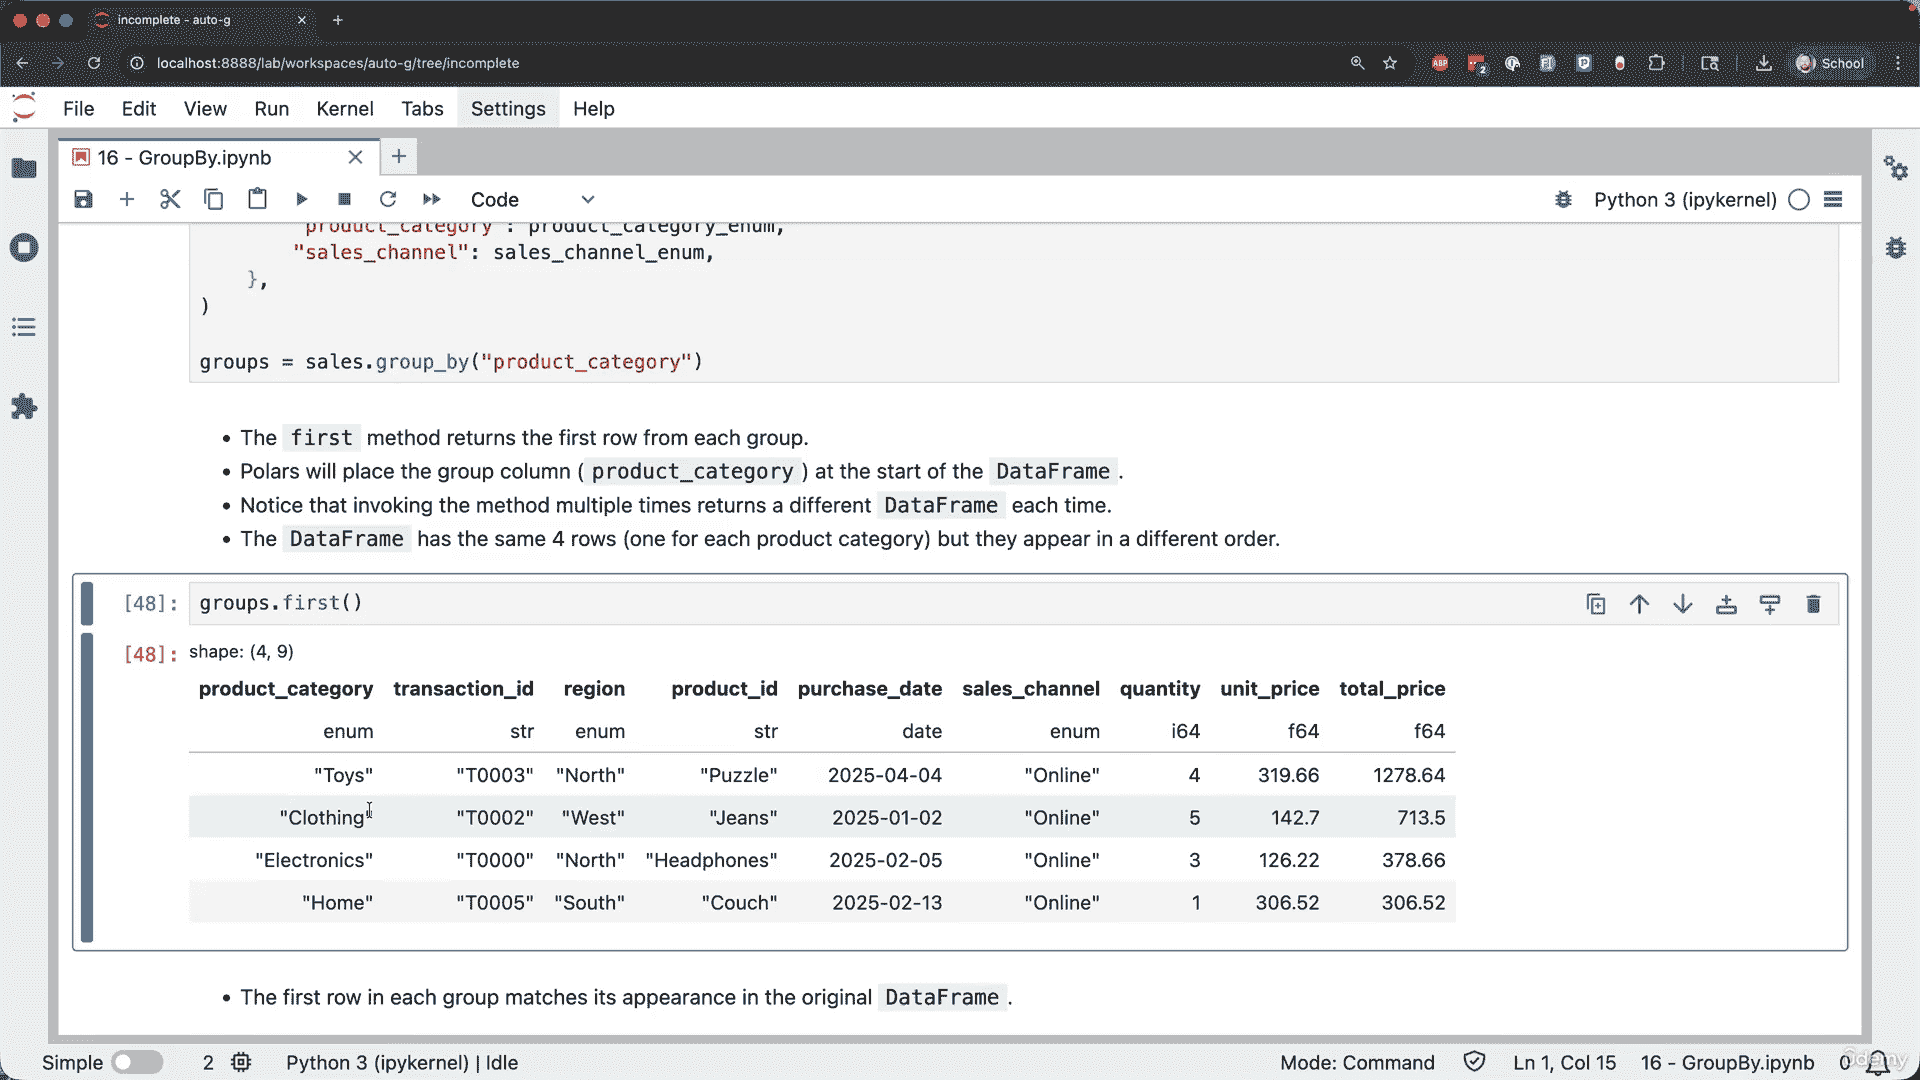 incomplete - auto-g
localhost:8888/lab/workspaces/auto-g/tree/incomplete
ABP
2
School
File Edit View Run Kernel Tabs Settings Help
16 - GroupBy.ipynb
Code
Python 3 (ipykernel)
"product_category": product_category_enum,
"sales_channel": sales_channel_enum,
},
)
groups = sales.group_by("product_category")
• The first method returns the first row from each group.
• Polars will place the group column ( product_category ) at the start of the DataFrame .
• Notice that invoking the method multiple times returns a different DataFrame each time.
• The DataFrame has the same 4 rows (one for each product category) but they appear in a different order.
[48]: groups.first()
[48]: shape: (4, 9)
product_category transaction_id region product_id purchase_date sales_channel quantity unit_price total_price
enum str enum str date enum i64 f64 f64
"Toys" "T0003" "North" "Puzzle" 2025-04-04 "Online" 4 319.66 1278.64
"Clothing" "T0002" "West" "Jeans" 2025-01-02 "Online" 5 142.7 713.5
"Electronics" "T0000" "North" "Headphones" 2025-02-05 "Online" 3 126.22 378.66
"Home" "T0005" "South" "Couch" 2025-02-13 "Online" 1 306.52 306.52
• The first row in each group matches its appearance in the original DataFrame .
Simple 2 Python 3 (ipykernel) | Idle Mode: Command Ln 1, Col 15 16 - GroupBy.ipynb 0
Udemy